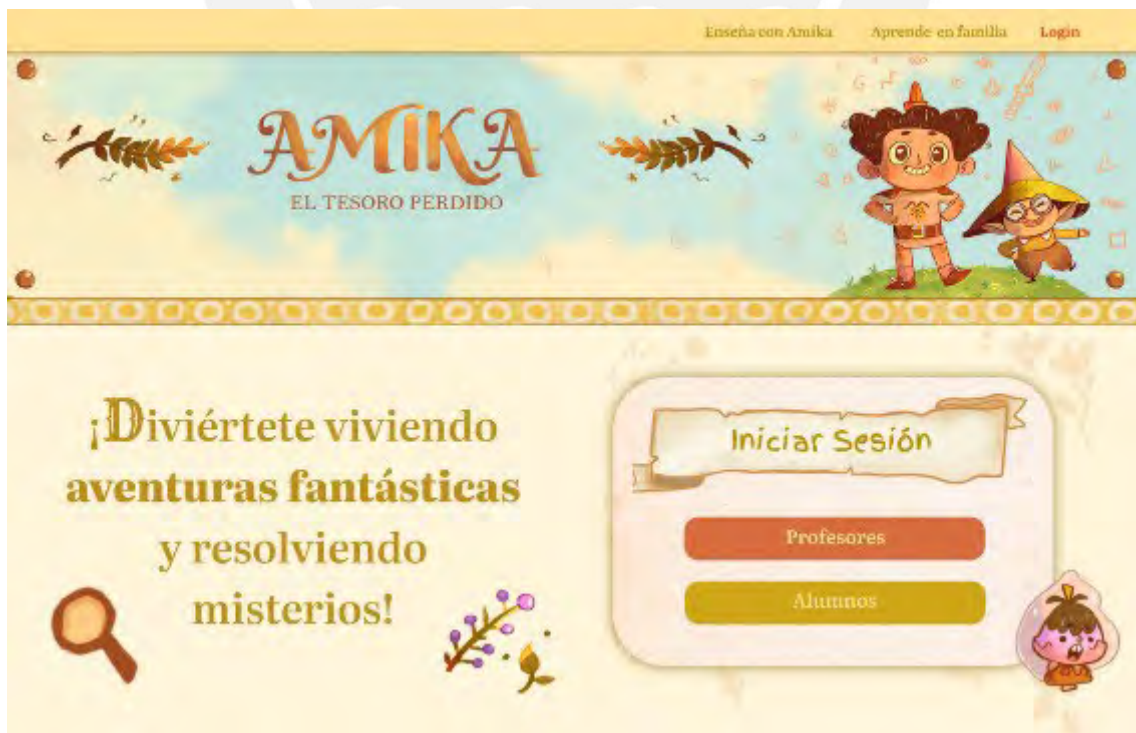 Enseña con Amika Aprende en familia Login
AMIKA
EL TESORO PERDIDO
¡Diviértete viviendo
aventuras fantásticas
y resolviendo
misterios!
Iniciar Sesión
Profesores
Alumnos